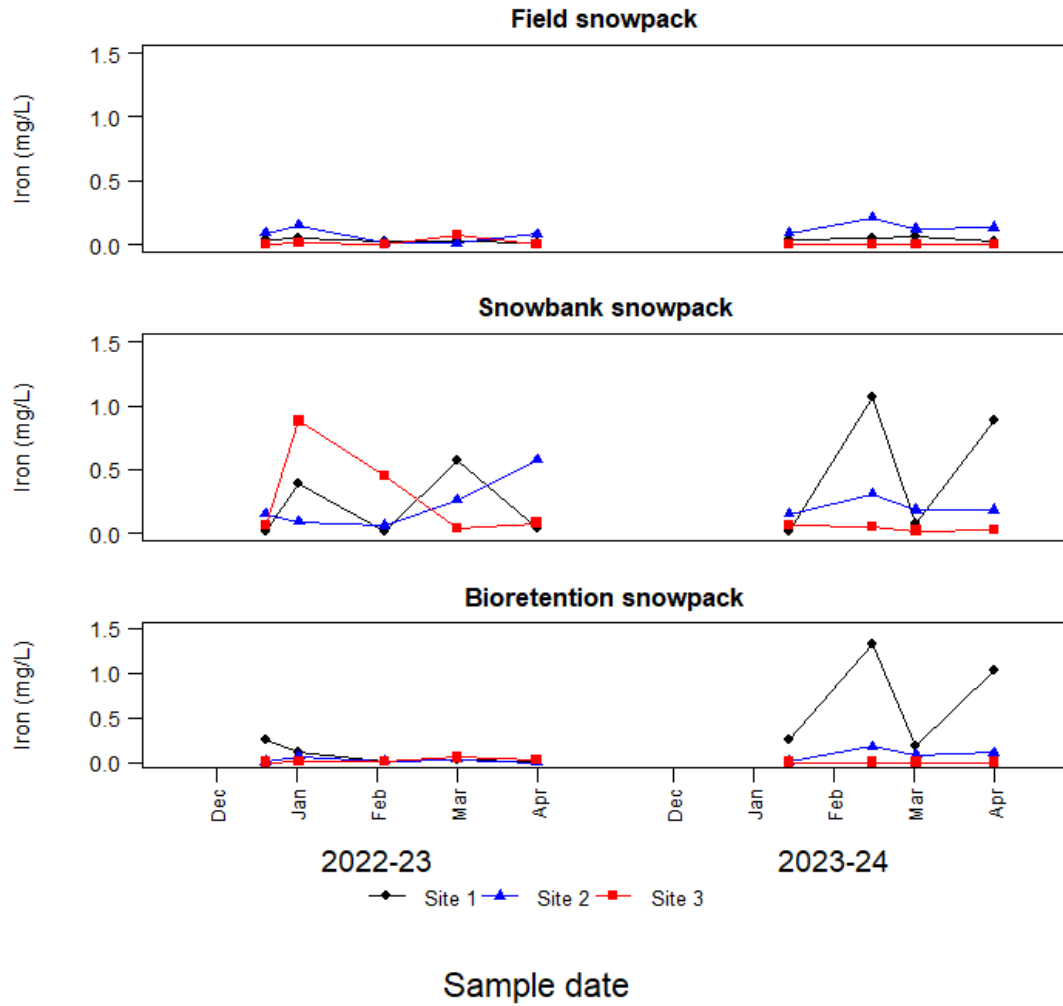 Field snowpack
Iron (mg/L)
1.5
1.0
0.5
0.0
Snowbank snowpack
Iron (mg/L)
1.5
1.0
0.5
0.0
Bioretention snowpack
Iron (mg/L)
1.5
1.0
0.5
0.0
Dec Jan Feb Mar Apr Dec Jan Feb Mar Apr
2022-23 2023-24
Site 1 Site 2 Site 3
Sample date